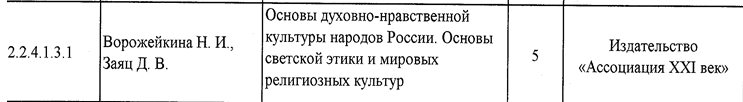 2.2.4.1.3.1
Ворожейкина Н. И.,
Заяц Д. В.
Основы духовно-нравственной
культуры народов России. Основы
светской этики и мировых
религиозных культур
5
Издательство
«Ассоциация XXI век»